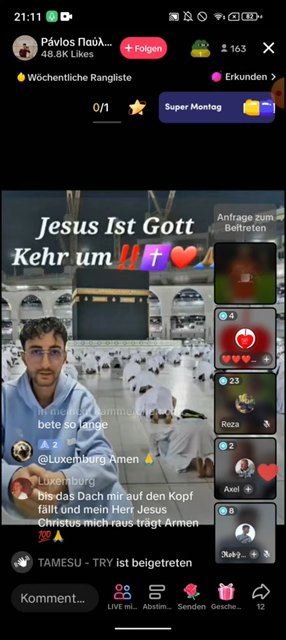 21:11
82
Pávlos Παύλ...
48.8K Likes
+ Folgen
163
Wöchentliche Rangliste
Erkunden >
0/1
Super Montag
Jesus Ist Gott
Kehr um ‼️✝️❤️🙏
Anfrage zum
Beitreten
4
23
Reza
2
Axel
8
bete so lange
2
@Luxemburg Amen 🙏
Luxemburg
bis das Dach mir auf den Kopf
fällt und mein Herr Jesus
Christus mich raus trägt Armen
💯🙏
TAMESU - TRY ist beigetreten
Komment...
LIVE mi...
Abstim...
Senden
Gesche...
12